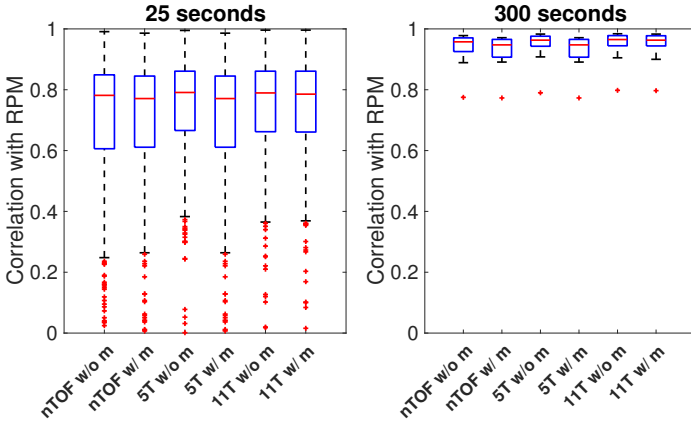 25 seconds
Correlation with RPM
1
0.8
0.6
0.4
0.2
0
nTOF w/o m
nTOF w/ m
5T w/o m
5T w/ m
11T w/o m
11T w/ m
300 seconds
Correlation with RPM
1
0.8
0.6
0.4
0.2
0
nTOF w/o m
nTOF w/ m
5T w/o m
5T w/ m
11T w/o m
11T w/ m